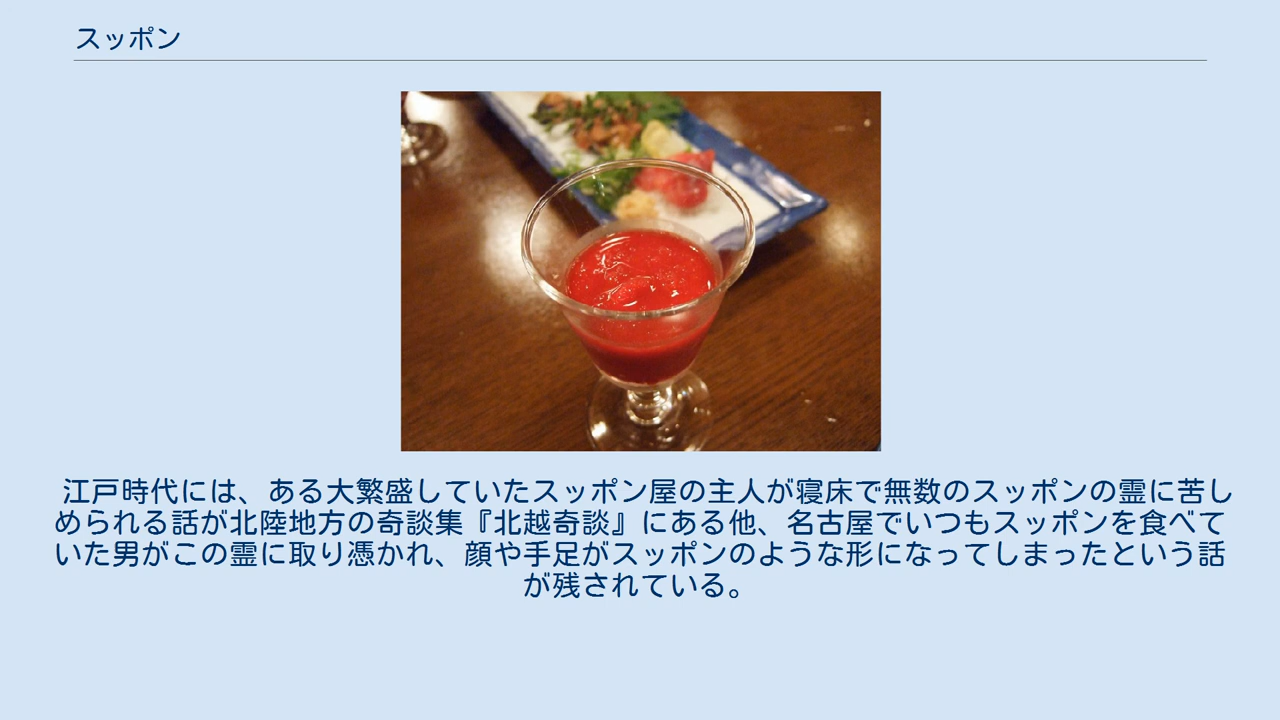 スッポン
江戸時代には、ある大繁盛していたスッポン屋の主人が寝床で無数のスッポンの霊に苦し
められる話が北陸地方の奇談集『北越奇談』にある他、名古屋でいつもスッポンを食べて
いた男がこの霊に取り憑かれ、顔や手足がスッポンのような形になってしまったという話
が残されている。